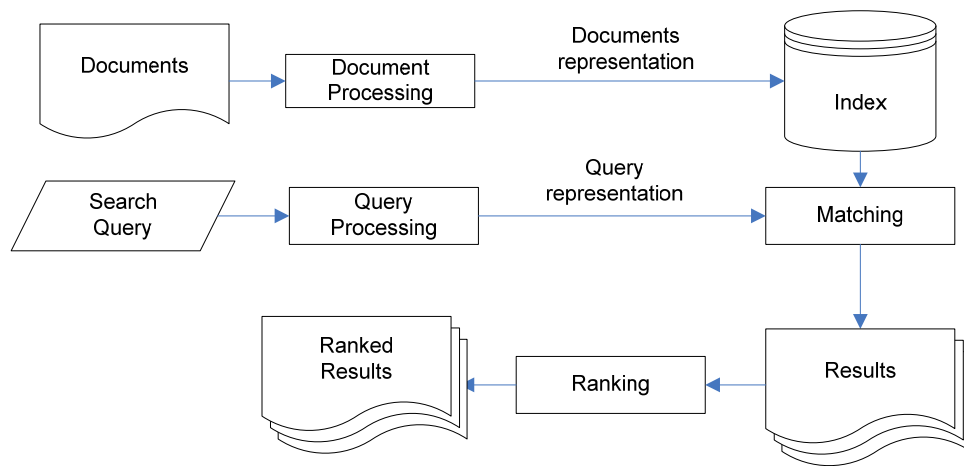 Documents
Document
Processing
Documents
representation
Index
Search
Query
Query
Processing
Query
representation
Matching
Ranked
Results
Ranking
Results